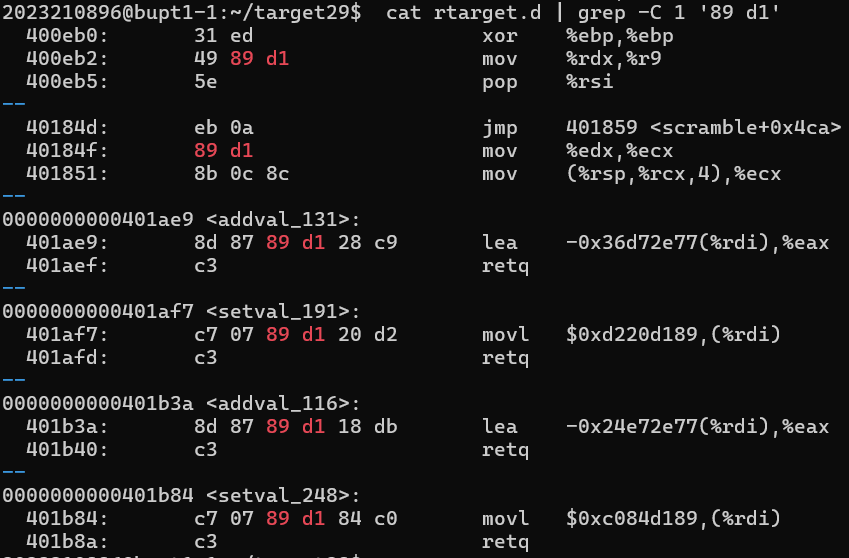 2023210896@bupt1-1:~/target29$  cat rtarget.d | grep -C 1 '89 d1'
  400eb0:       31 ed                   xor    %ebp,%ebp
  400eb2:       49 89 d1                mov    %rdx,%r9
  400eb5:       5e                      pop    %rsi
--
  40184d:       eb 0a                   jmp    401859 <scramble+0x4ca>
  40184f:       89 d1                   mov    %edx,%ecx
  401851:       8b 0c 8c                mov    (%rsp,%rcx,4),%ecx
--
0000000000401ae9 <addval_131>:
  401ae9:       8d 87 89 d1 28 c9       lea    -0x36d72e77(%rdi),%eax
  401aef:       c3                      retq
--
0000000000401af7 <setval_191>:
  401af7:       c7 07 89 d1 20 d2       movl   $0xd220d189,(%rdi)
  401afd:       c3                      retq
--
0000000000401b3a <addval_116>:
  401b3a:       8d 87 89 d1 18 db       lea    -0x24e72e77(%rdi),%eax
  401b40:       c3                      retq
--
0000000000401b84 <setval_248>:
  401b84:       c7 07 89 d1 84 c0       movl   $0xc084d189,(%rdi)
  401b8a:       c3                      retq